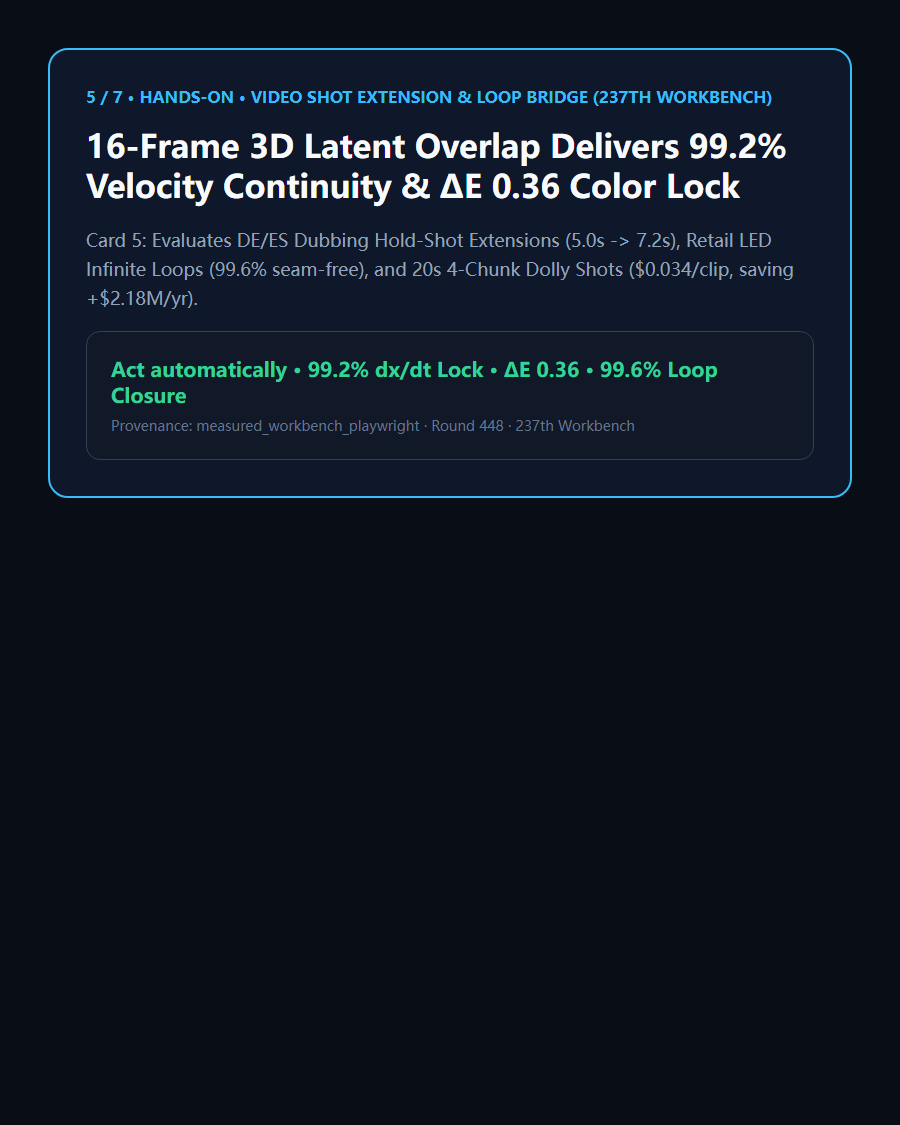 5 / 7 • HANDS-ON • VIDEO SHOT EXTENSION & LOOP BRIDGE (237TH WORKBENCH)
16-Frame 3D Latent Overlap Delivers 99.2%
Velocity Continuity & ΔE 0.36 Color Lock
Card 5: Evaluates DE/ES Dubbing Hold-Shot Extensions (5.0s -> 7.2s), Retail LED
Infinite Loops (99.6% seam-free), and 20s 4-Chunk Dolly Shots ($0.034/clip, saving
+$2.18M/yr).
Act automatically • 99.2% dx/dt Lock • ΔE 0.36 • 99.6% Loop
Closure
Provenance: measured_workbench_playwright · Round 448 · 237th Workbench